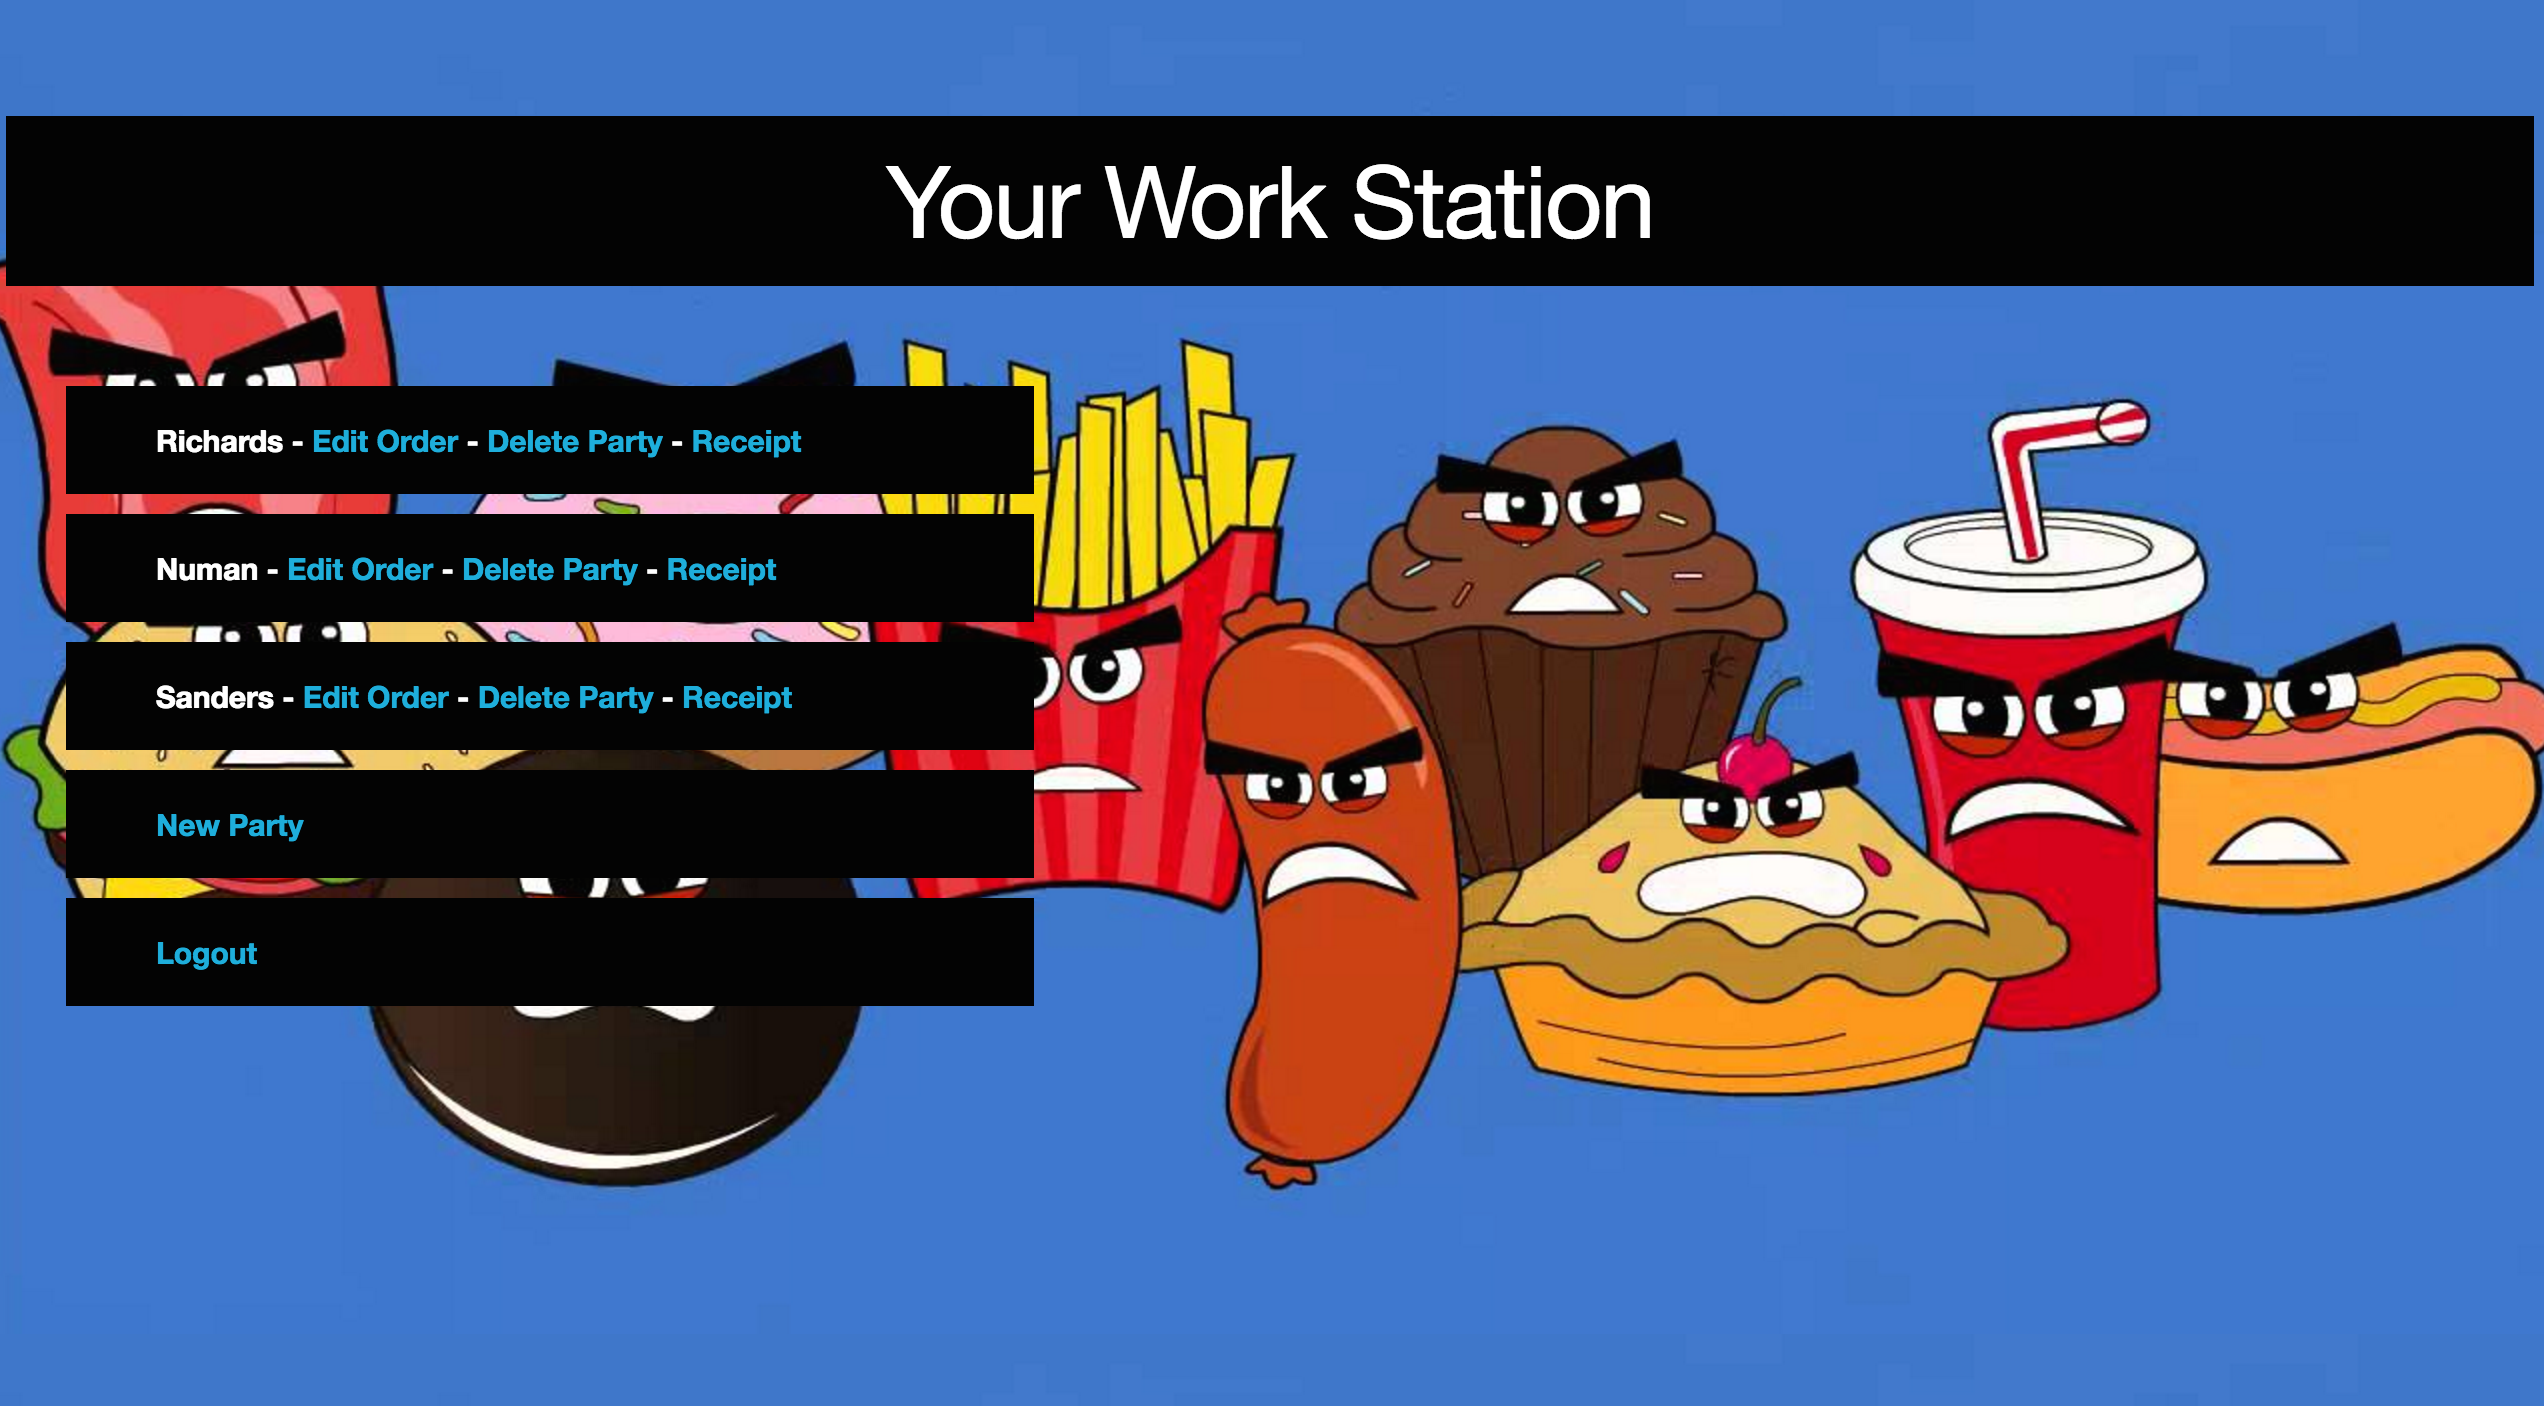 Your Work Station
Richards - Edit Order - Delete Party - Receipt
Numan - Edit Order - Delete Party - Receipt
Sanders - Edit Order - Delete Party - Receipt
New Party
Logout